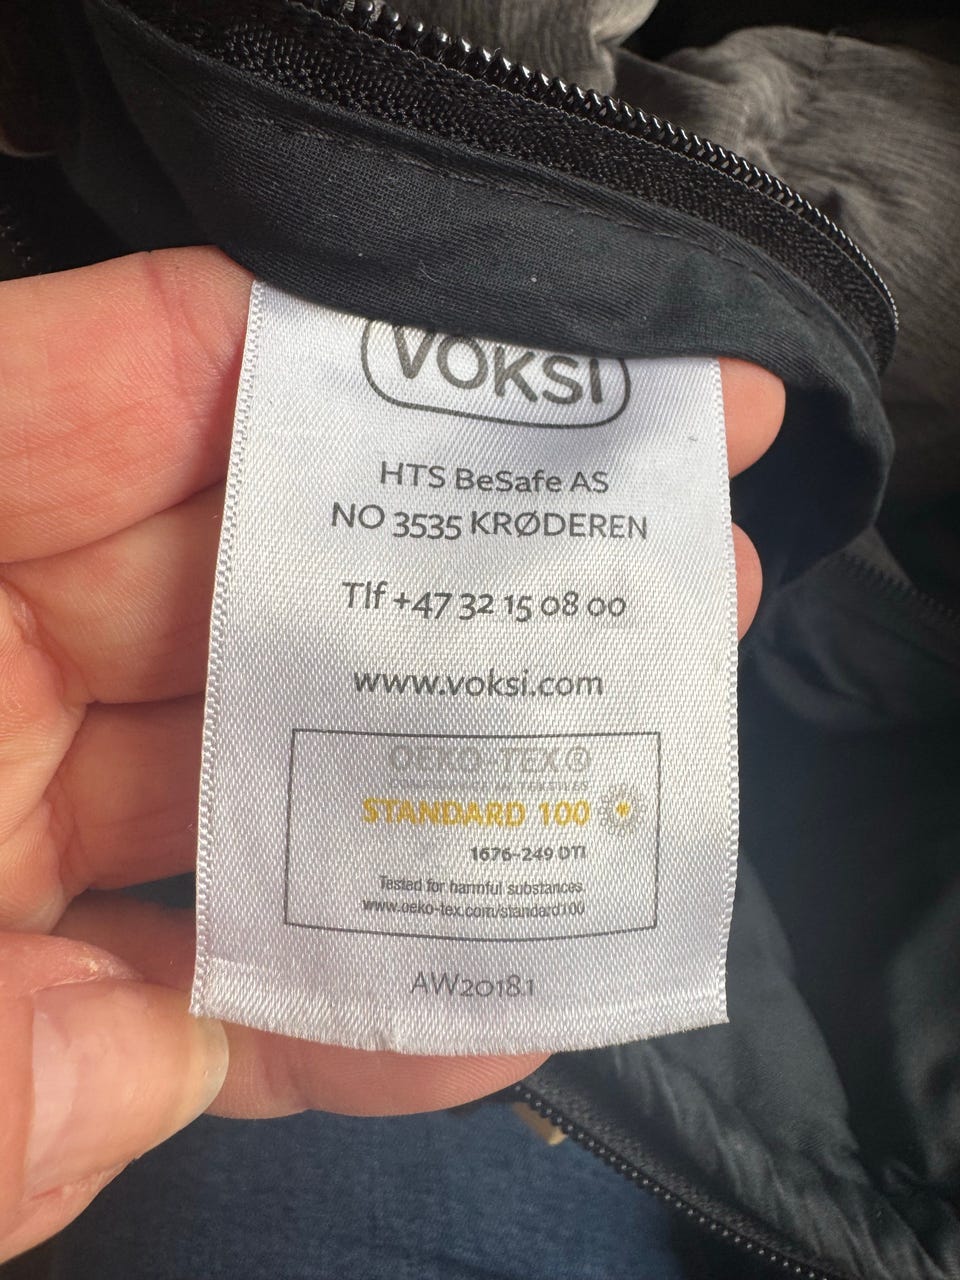 VOKSI
HTS BeSafe AS
NO 3535 KRØDEREN
Tlf +47 32 15 08 00
www.voksi.com
OEKO-TEX®
STANDARD 100
1676-249 DTI
Tested for harmful substances
www.oeko-tex.com/standard100
AW2018.1